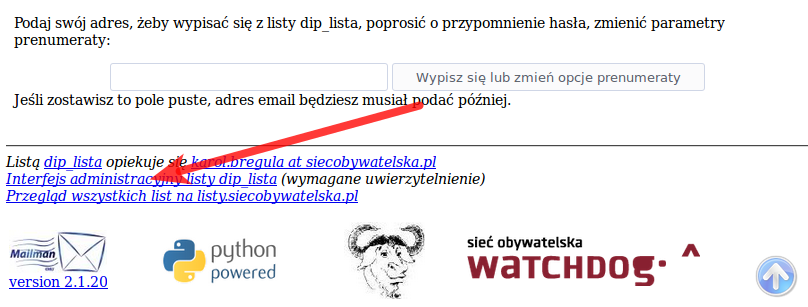 Podaj swój adres, żeby wypisać się z listy dip_lista, poprosić o przypomnienie hasła, zmienić parametry
prenumeraty:
Wypisz się lub zmień opcje prenumeraty
Jeśli zostawisz to pole puste, adres email będziesz musiał podać później.
Listą dip_lista opiekuje się karol.bregula at siecobywatelska.pl
Interfejs administracyjny listy dip_lista (wymagane uwierzytelnienie)
Przegląd wszystkich list na listy.siecobywatelska.pl
Mailman
version 2.1.20
python
powered
sieć obywatelska
WATCHDOG